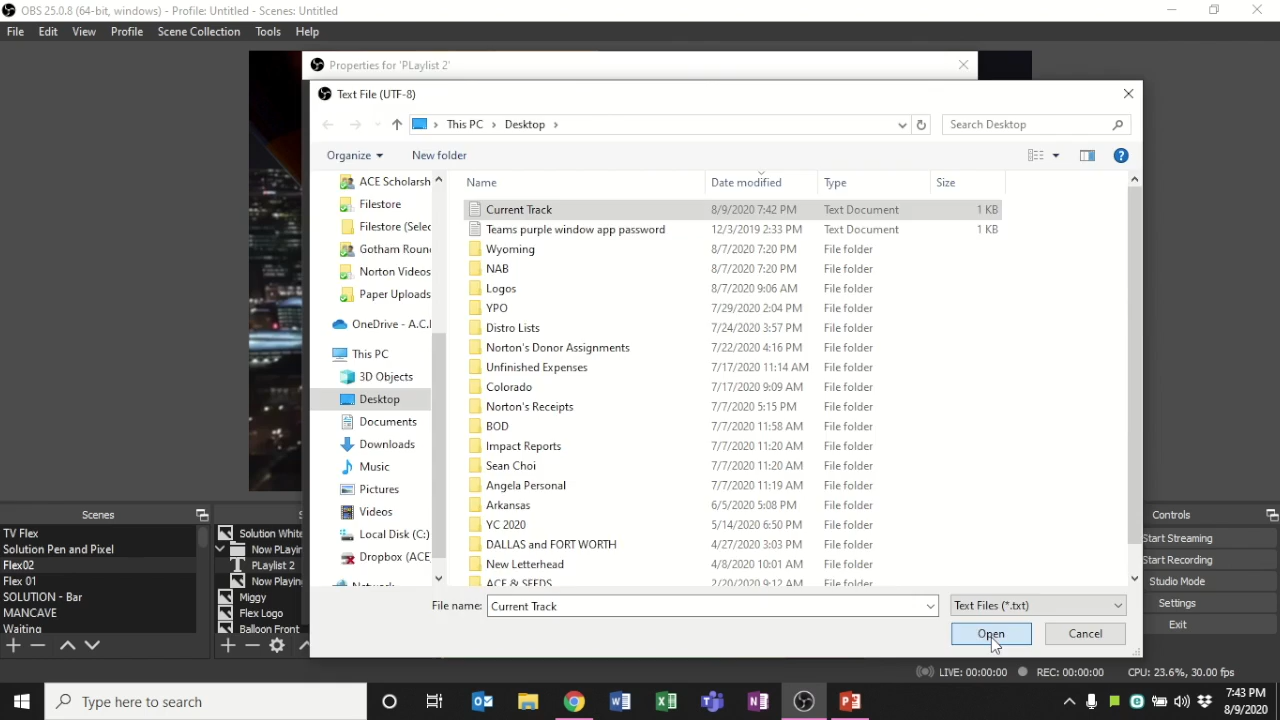 OBS 25.0.8 (64-bit, windows) - Profile: Untitled - Scenes: Untitled
File Edit View Profile Scene Collection Tools Help
Properties for 'PLaylist 2'
Text File (UTF-8)
This PC > Desktop >
Search Desktop
Organize
New folder
ACE Scholarsh
Filestore
Filestore (Selec
Gotham Roun
Norton Videos
Paper Uploads
OneDrive - A.C.
This PC
3D Objects
Desktop
Documents
Downloads
Music
Pictures
Videos
Local Disk (C:)
Dropbox (ACE
Network
Name Date modified Type Size
Current Track 8/9/2020 7:42 PM Text Document 1 KB
Teams purple window app password 12/3/2019 2:33 PM Text Document 1 KB
Wyoming 8/7/2020 7:20 PM File folder
NAB 8/7/2020 7:20 PM File folder
Logos 8/7/2020 9:06 AM File folder
YPO 7/29/2020 2:04 PM File folder
Distro Lists 7/24/2020 3:57 PM File folder
Norton's Donor Assignments 7/22/2020 4:16 PM File folder
Unfinished Expenses 7/17/2020 11:14 AM File folder
Colorado 7/17/2020 9:09 AM File folder
Norton's Receipts 7/7/2020 5:15 PM File folder
BOD 7/7/2020 11:58 AM File folder
Impact Reports 7/7/2020 11:20 AM File folder
Sean Choi 7/7/2020 11:20 AM File folder
Angela Personal 7/7/2020 11:19 AM File folder
Arkansas 6/5/2020 5:08 PM File folder
YC 2020 5/14/2020 6:50 PM File folder
DALLAS and FORT WORTH 4/27/2020 3:03 PM File folder
New Letterhead 4/8/2020 10:01 AM File folder
ACE & SEEDS 2/20/2020 9:12 AM File folder
File name: Current Track
Text Files (*.txt)
Open
Cancel
Scenes
TV Flex
Solution Pen and Pixel
Flex02
Flex 01
SOLUTION - Bar
MANCAVE
Waiting
S
Solution White
Now PLayin
PLaylist 2
Now Playing
Miggy
Flex Logo
Balloon Front
Controls
Start Streaming
Start Recording
Studio Mode
Settings
Exit
LIVE: 00:00:00 REC: 00:00:00 CPU: 23.6%, 30.00 fps
Type here to search
7:43 PM
8/9/2020